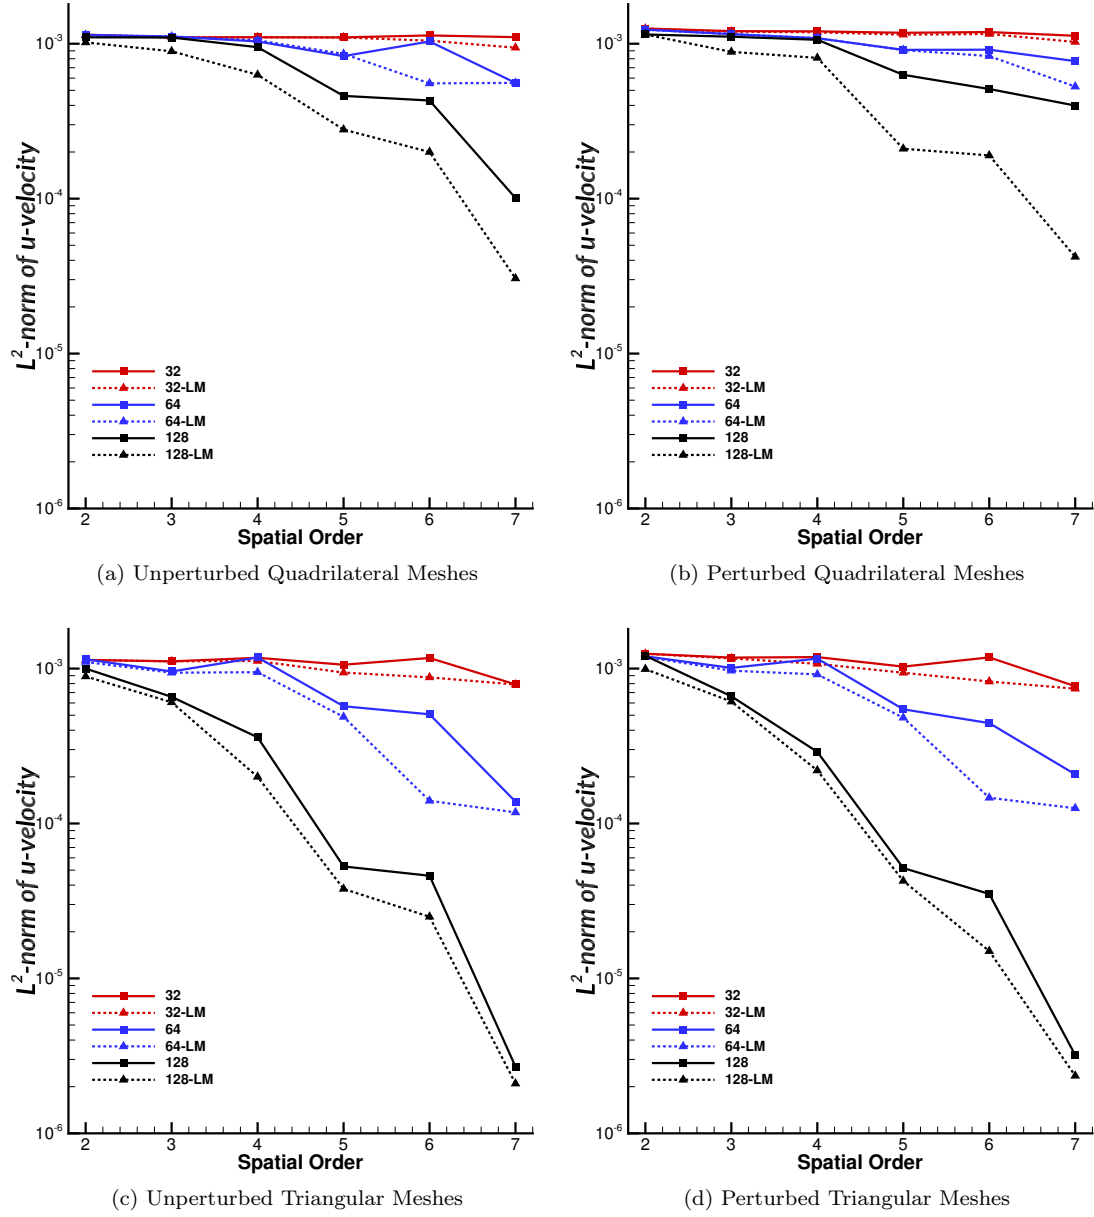 10^-3
10^-4
10^-5
10^-6
L^2-norm of u-velocity
32
32-LM
64
64-LM
128
128-LM
2 3 4 5 6 7
Spatial Order
(a) Unperturbed Quadrilateral Meshes
10^-3
10^-4
10^-5
10^-6
L^2-norm of u-velocity
32
32-LM
64
64-LM
128
128-LM
2 3 4 5 6 7
Spatial Order
(b) Perturbed Quadrilateral Meshes
10^-3
10^-4
10^-5
10^-6
L^2-norm of u-velocity
32
32-LM
64
64-LM
128
128-LM
2 3 4 5 6 7
Spatial Order
(c) Unperturbed Triangular Meshes
10^-3
10^-4
10^-5
10^-6
L^2-norm of u-velocity
32
32-LM
64
64-LM
128
128-LM
2 3 4 5 6 7
Spatial Order
(d) Perturbed Triangular Meshes